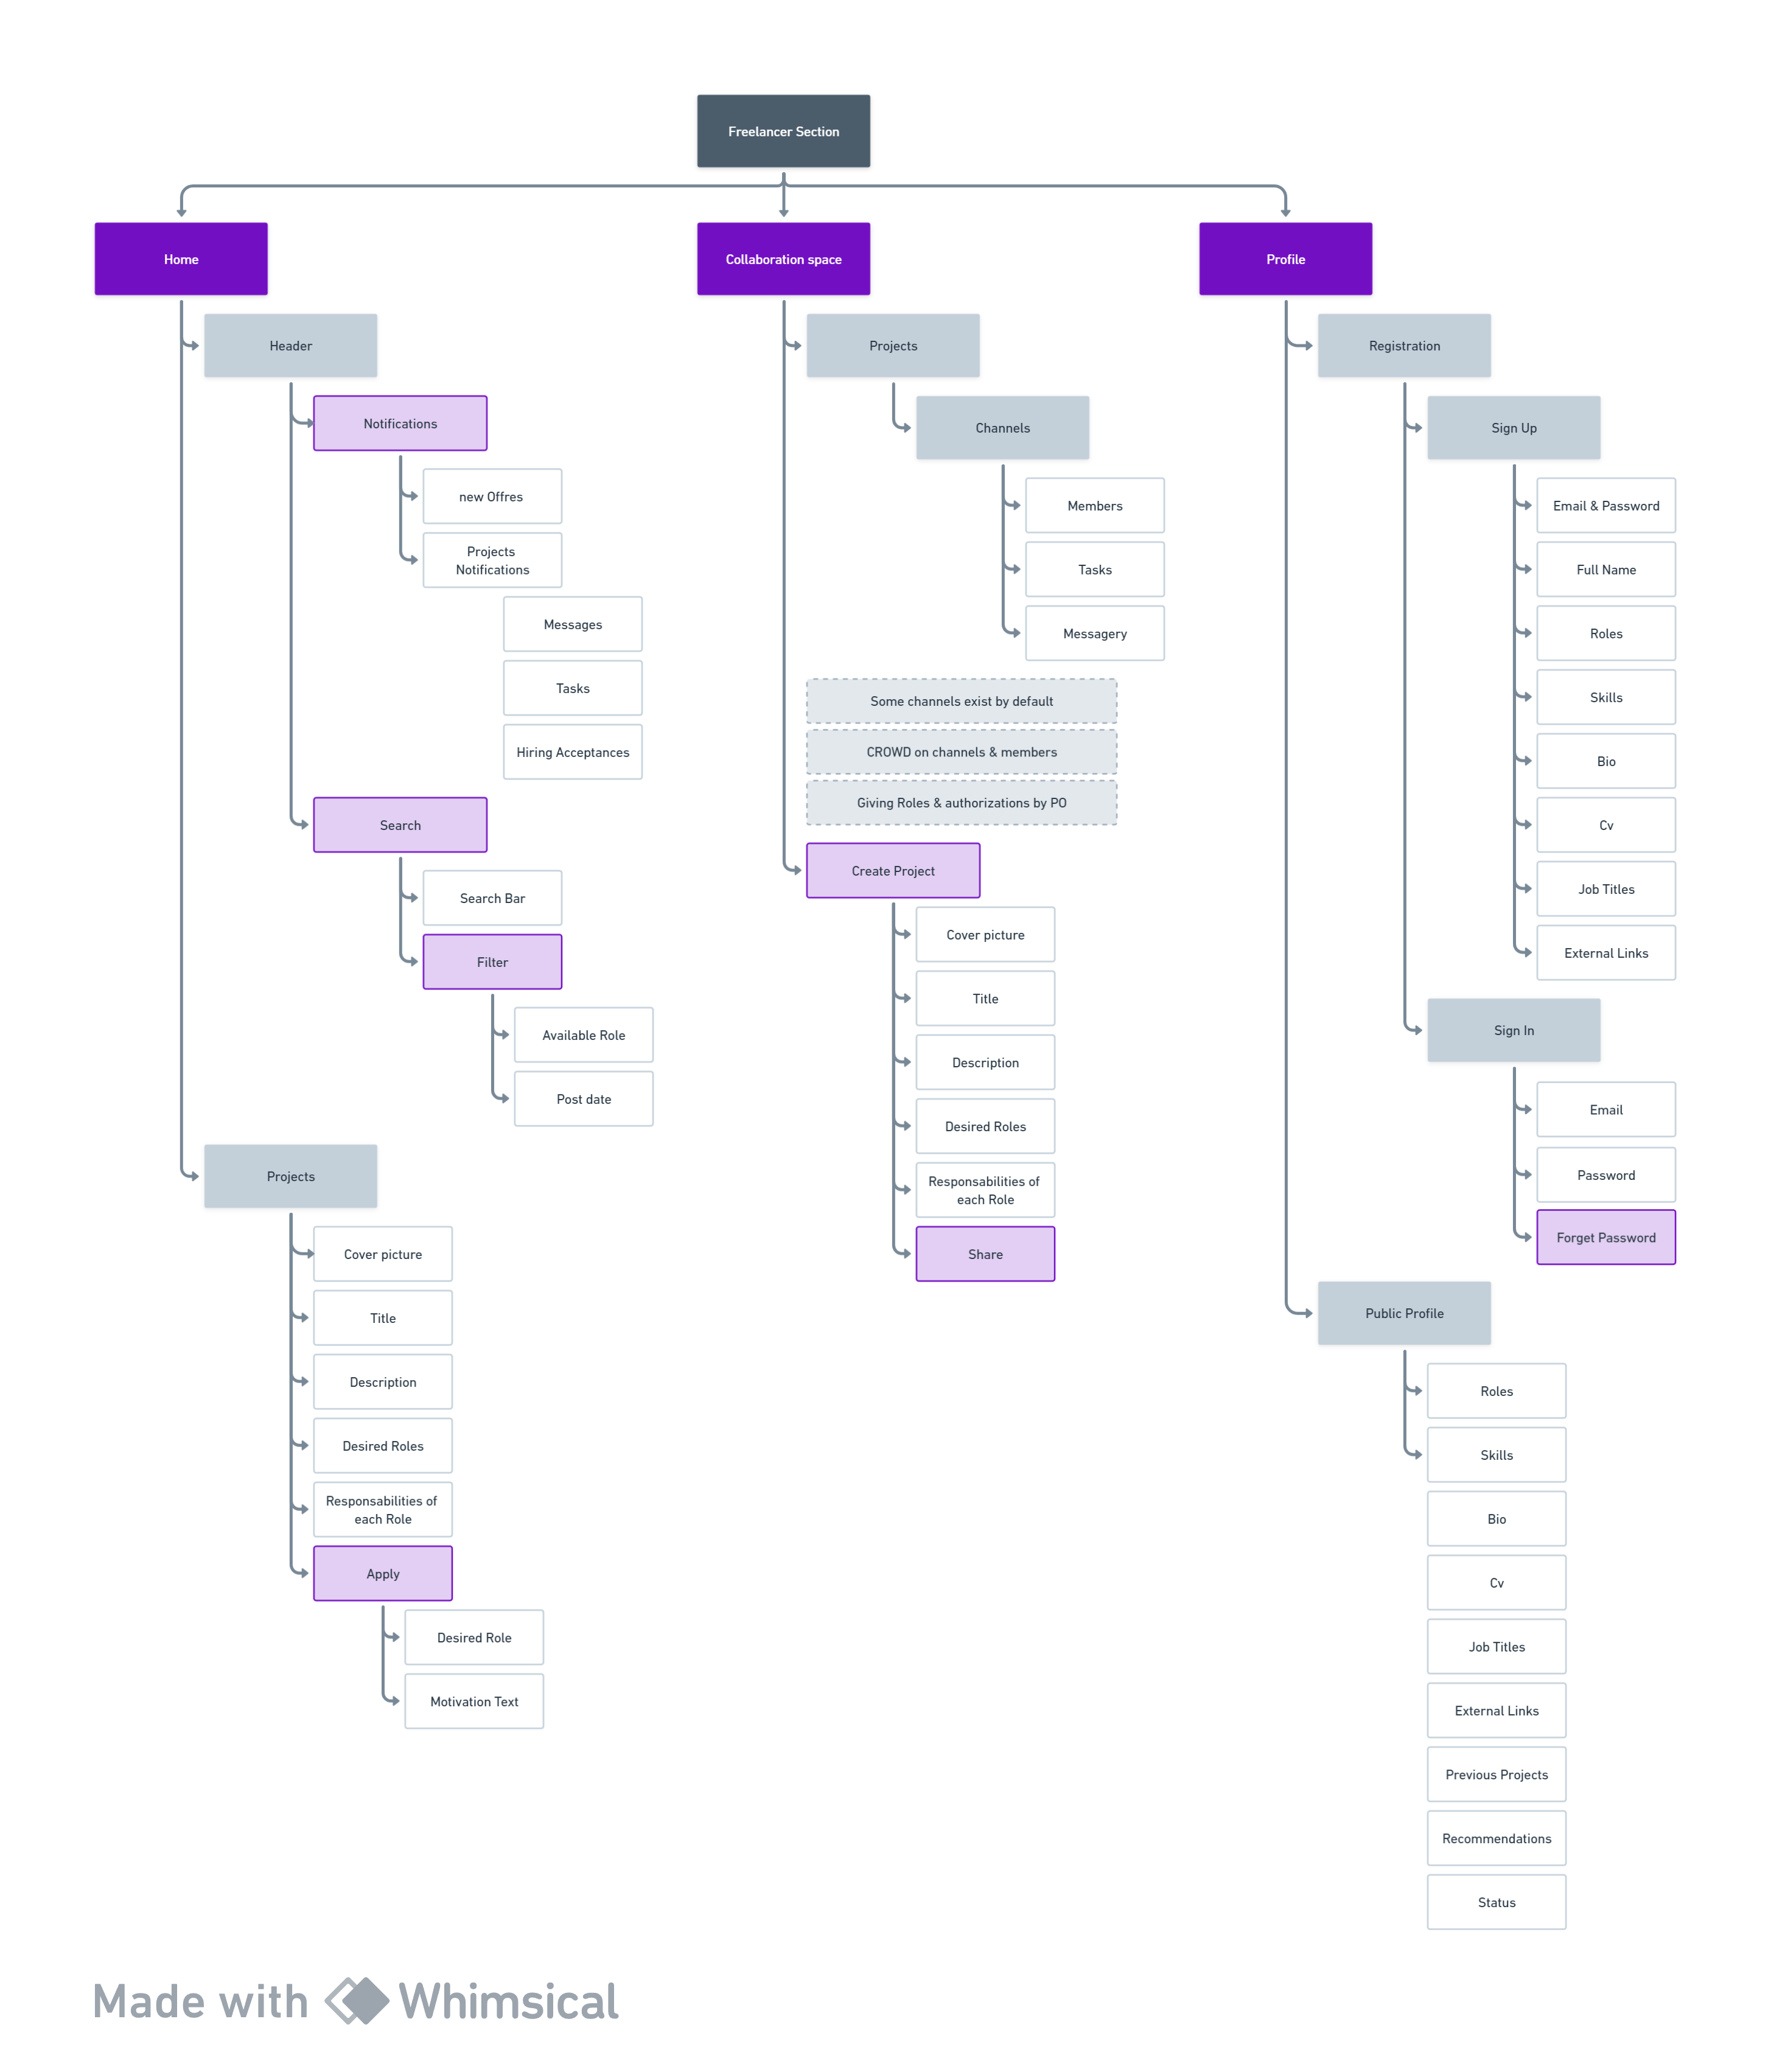 Freelancer Section
Home
Header
Notifications
new Offres
Projects
Notifications
Messages
Tasks
Hiring Acceptances
Search
Search Bar
Filter
Available Role
Post date
Projects
Cover picture
Title
Description
Desired Roles
Responsabilities of
each Role
Apply
Desired Role
Motivation Text
Collaboration space
Projects
Channels
Members
Tasks
Messagery
Some channels exist by default
CROWD on channels & members
Giving Roles & authorizations by PO
Create Project
Cover picture
Title
Description
Desired Roles
Responsabilities of
each Role
Share
Profile
Registration
Sign Up
Email & Password
Full Name
Roles
Skills
Bio
Cv
Job Titles
External Links
Sign In
Email
Password
Forget Password
Public Profile
Roles
Skills
Bio
Cv
Job Titles
External Links
Previous Projects
Recommendations
Status
Made with Whimsical